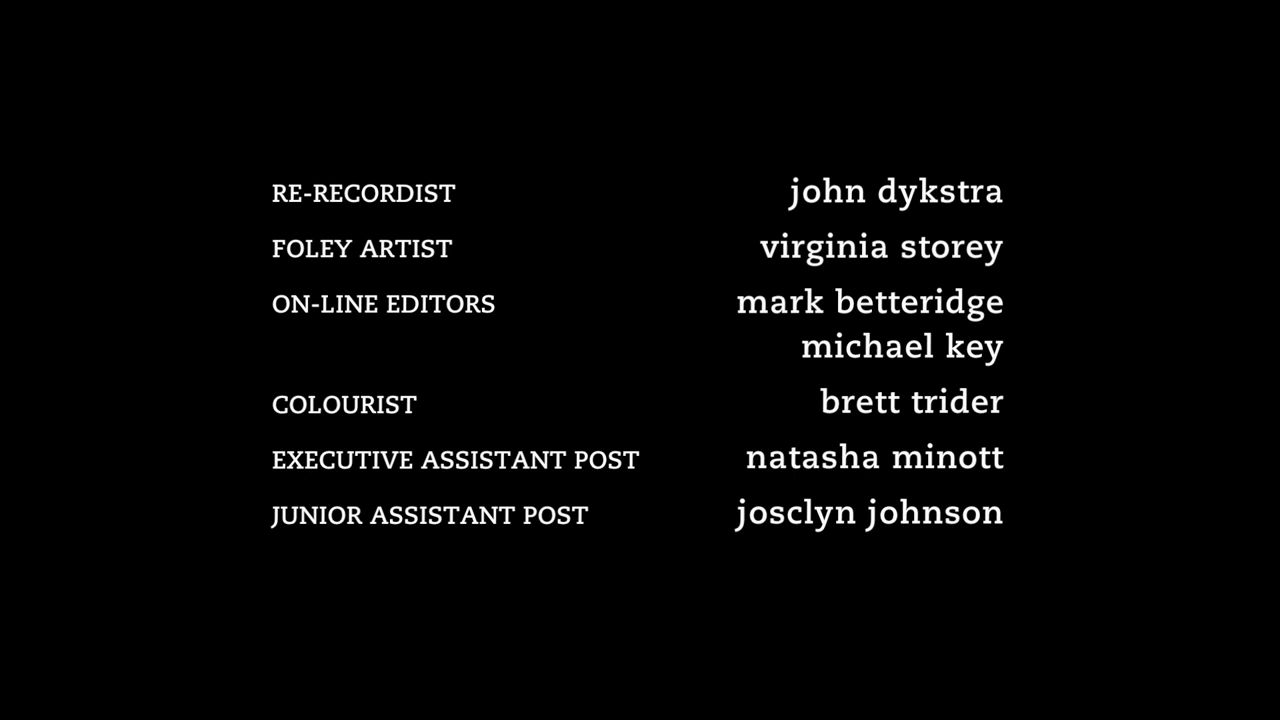 RE-RECORDIST john dykstra
FOLEY ARTIST virginia storey
ON-LINE EDITORS mark betteridge
michael key
COLOURIST brett trider
EXECUTIVE ASSISTANT POST natasha minott
JUNIOR ASSISTANT POST josclyn johnson